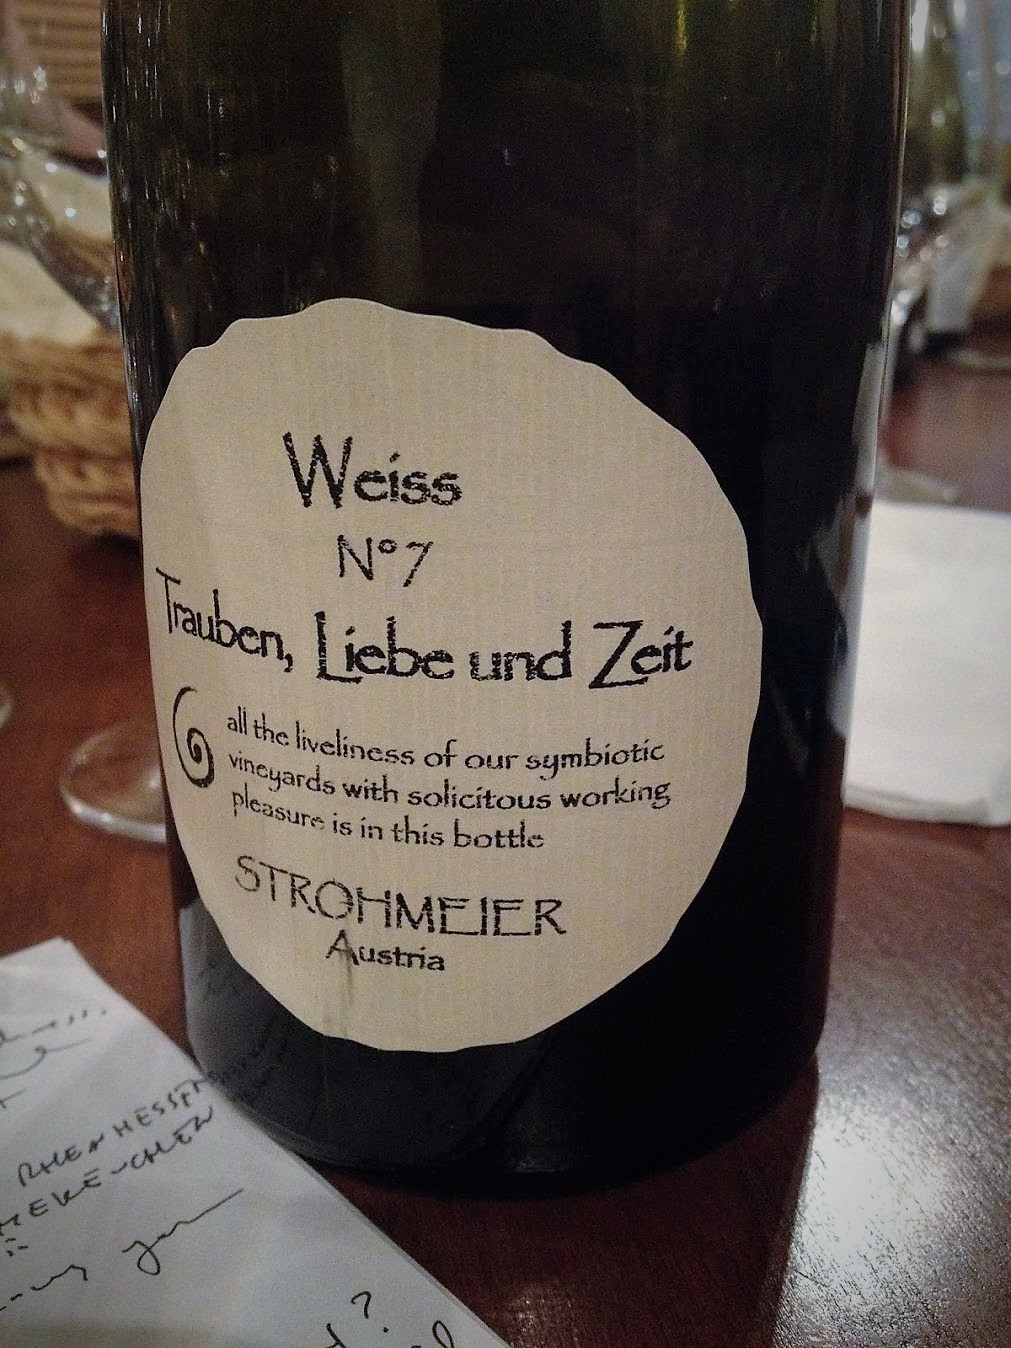 Weiss
N° 7
Trauben, Liebe und Zeit
all the liveliness of our symbiotic
vineyards with solicitous working
pleasure is in this bottle
STROHMEIER
Austria
?